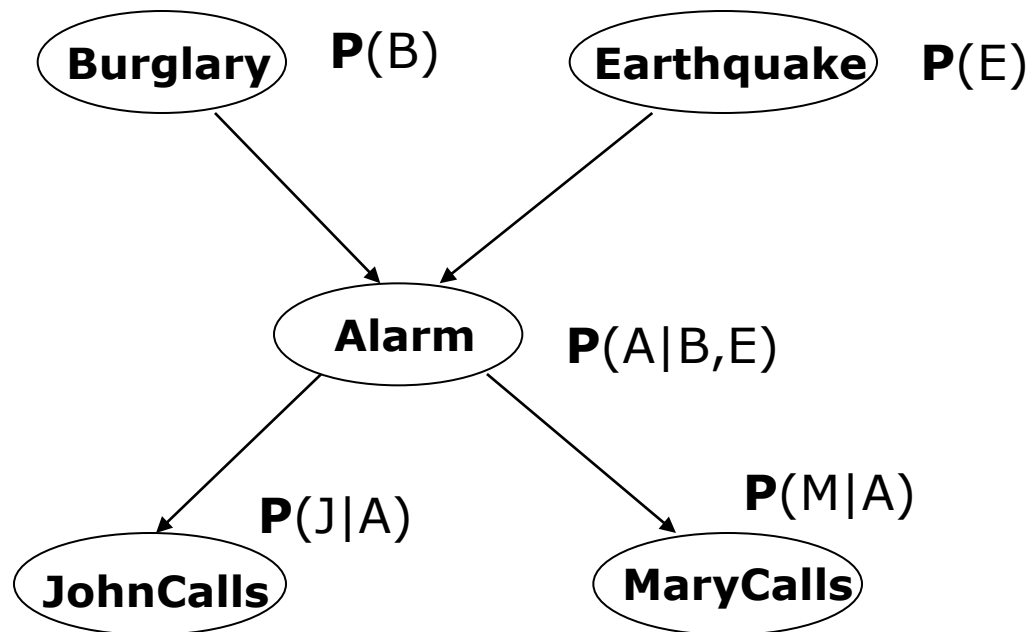 Burglary
P(B)
Earthquake
P(E)
Alarm
P(A|B,E)
P(J|A)
P(M|A)
JohnCalls
MaryCalls